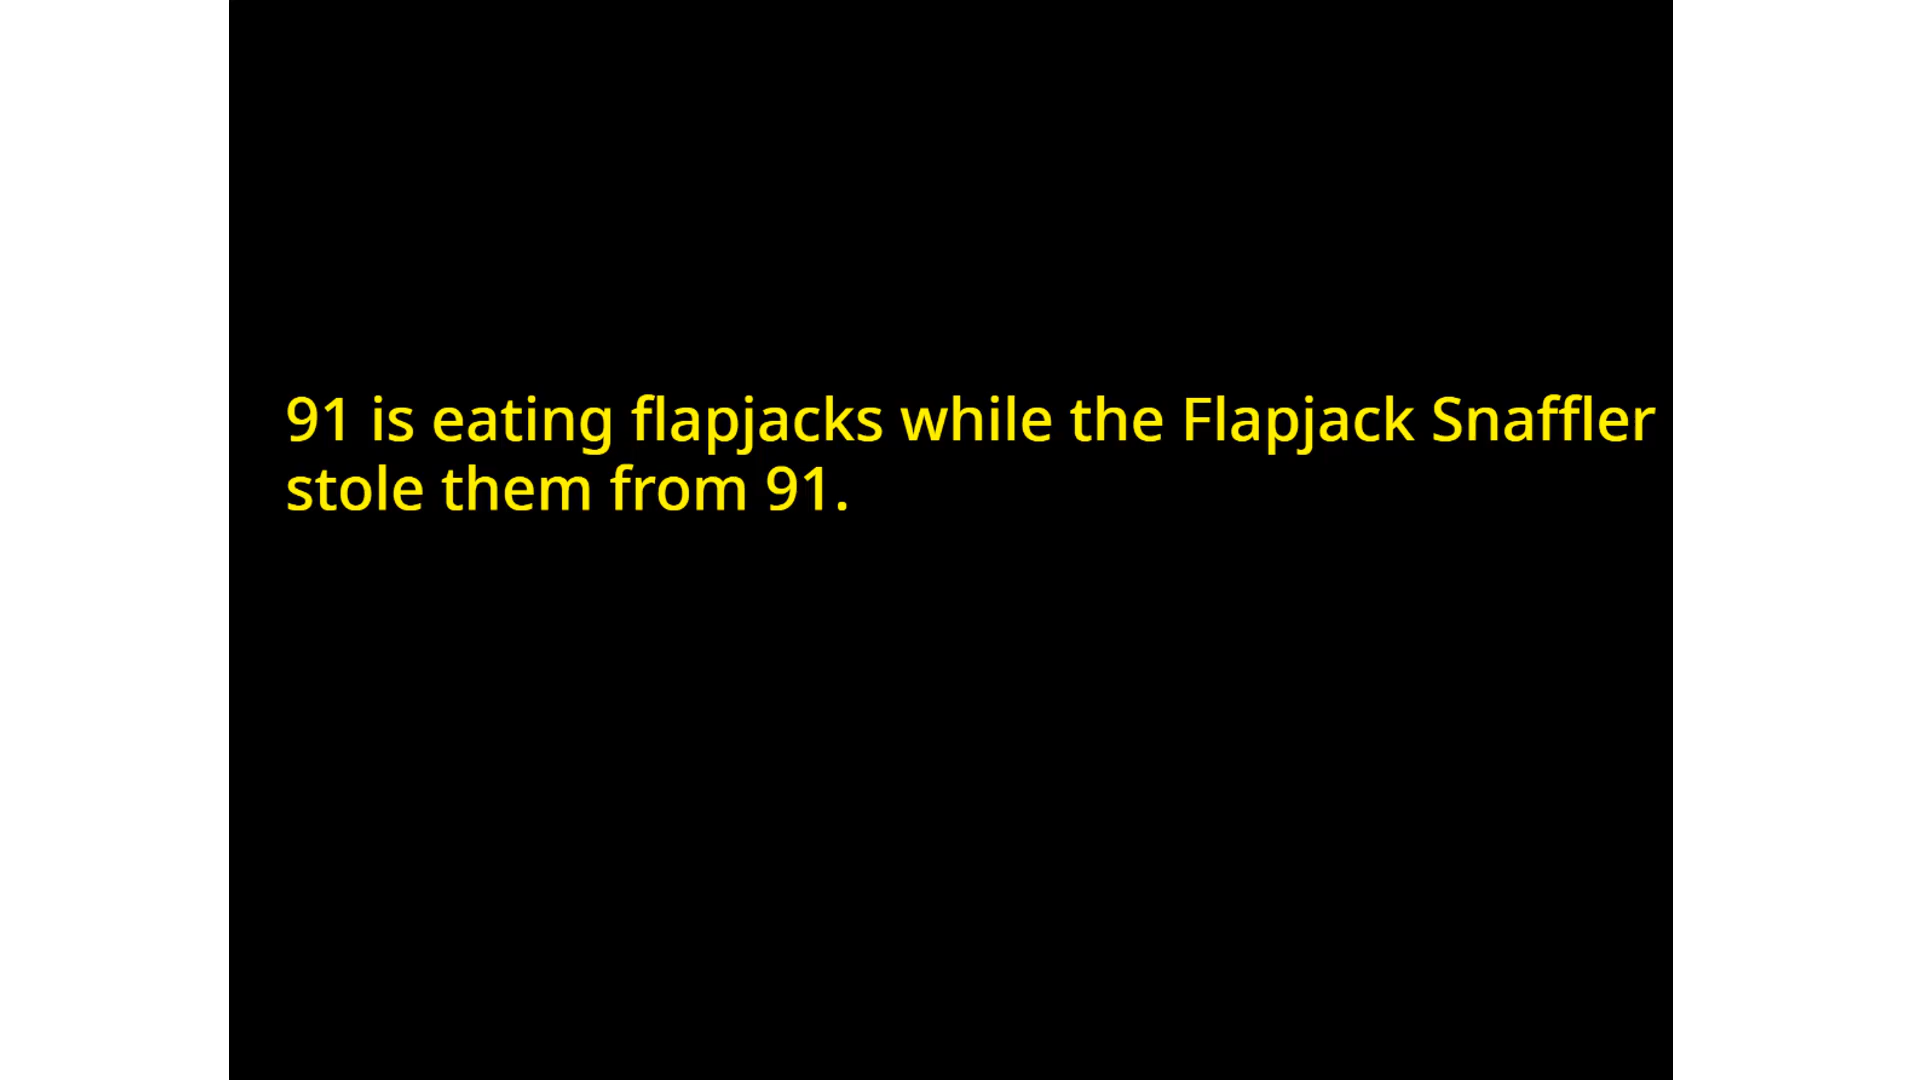 91 is eating flapjacks while the Flapjack Snaffler
stole them from 91.